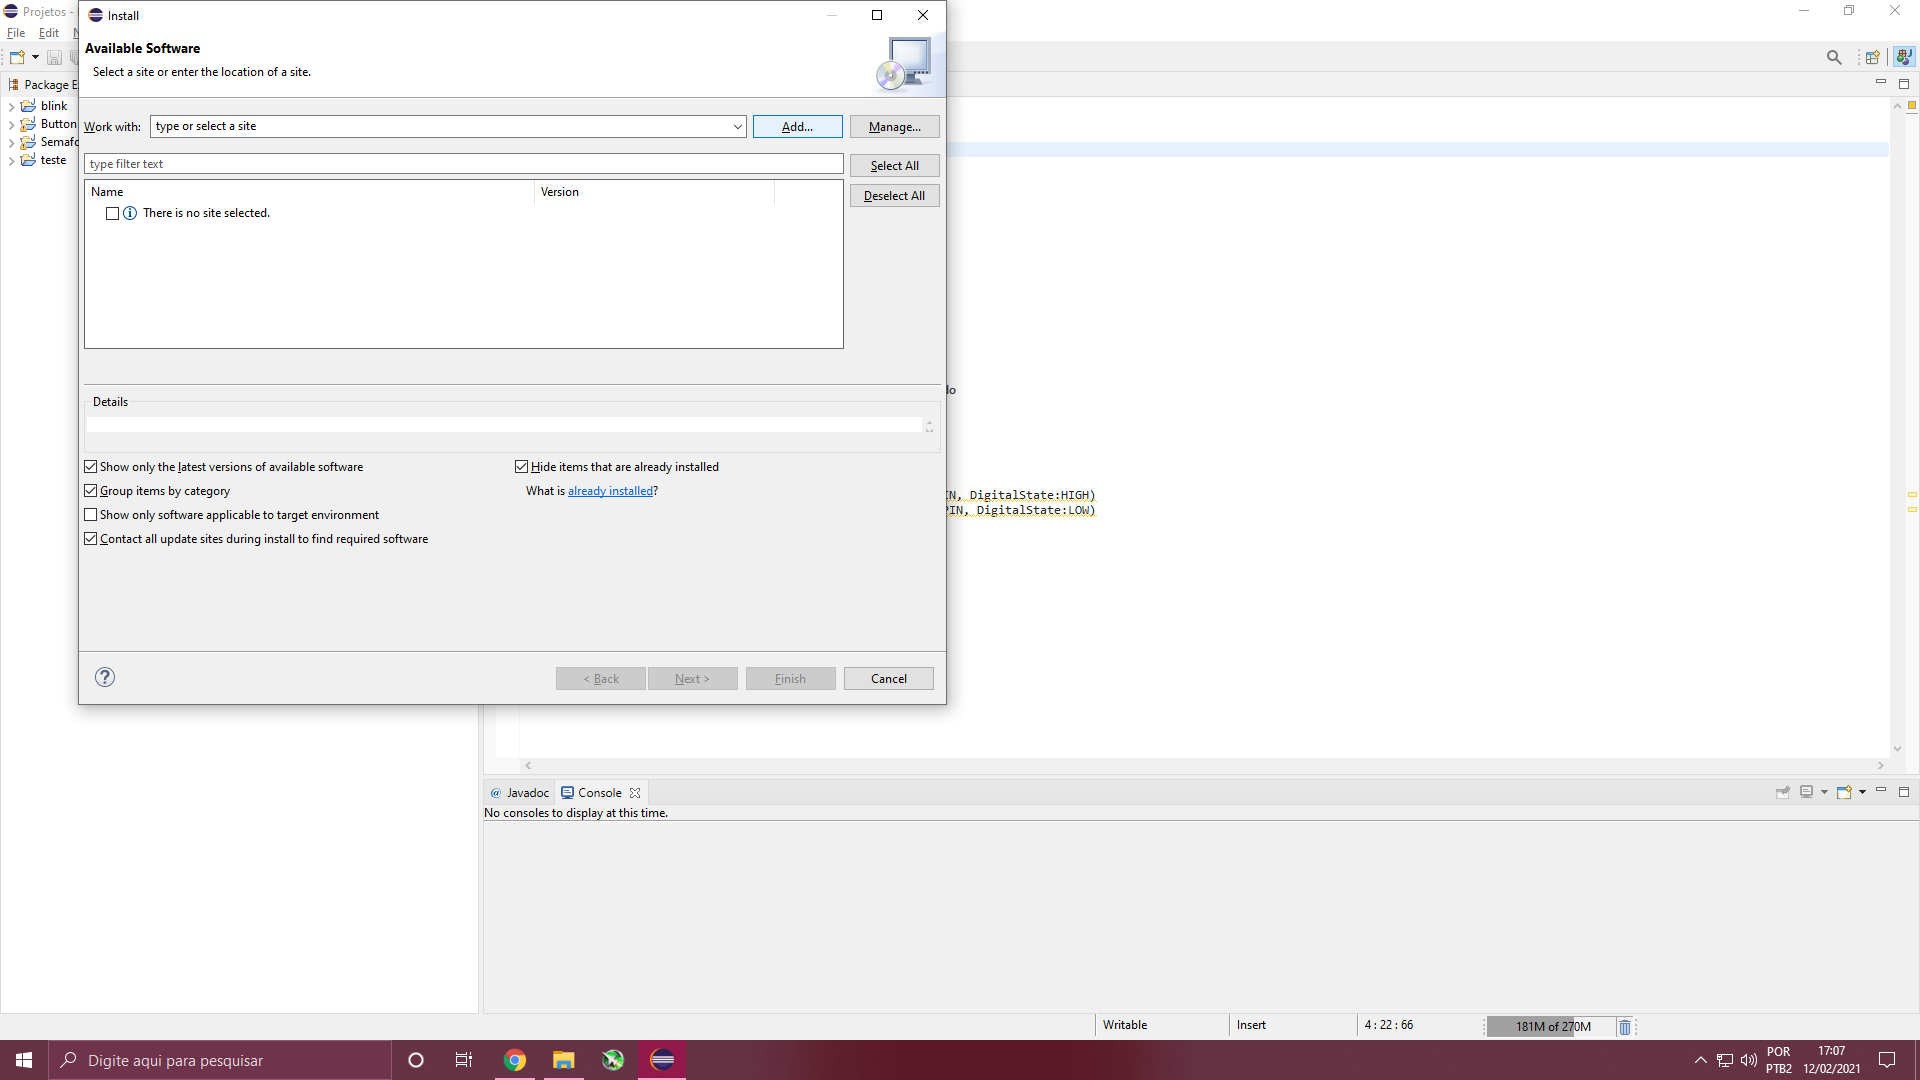 Projetos -
Install
File Edit N
Available Software
Select a site or enter the location of a site.
Package E
blink
Button
Semafo
teste
Work with: type or select a site Add... Manage...
type filter text Select All
Name Version Deselect All
There is no site selected.
do
Details
Show only the latest versions of available software Hide items that are already installed
Group items by category What is already installed?
Show only software applicable to target environment
Contact all update sites during install to find required software
IN, DigitalState:HIGH)
PIN, DigitalState:LOW)
< Back Next > Finish Cancel
@ Javadoc Console
No consoles to display at this time.
Writable Insert 4 : 22 : 66 181M of 270M
Digite aqui para pesquisar
POR 17:07
PTB2 12/02/2021